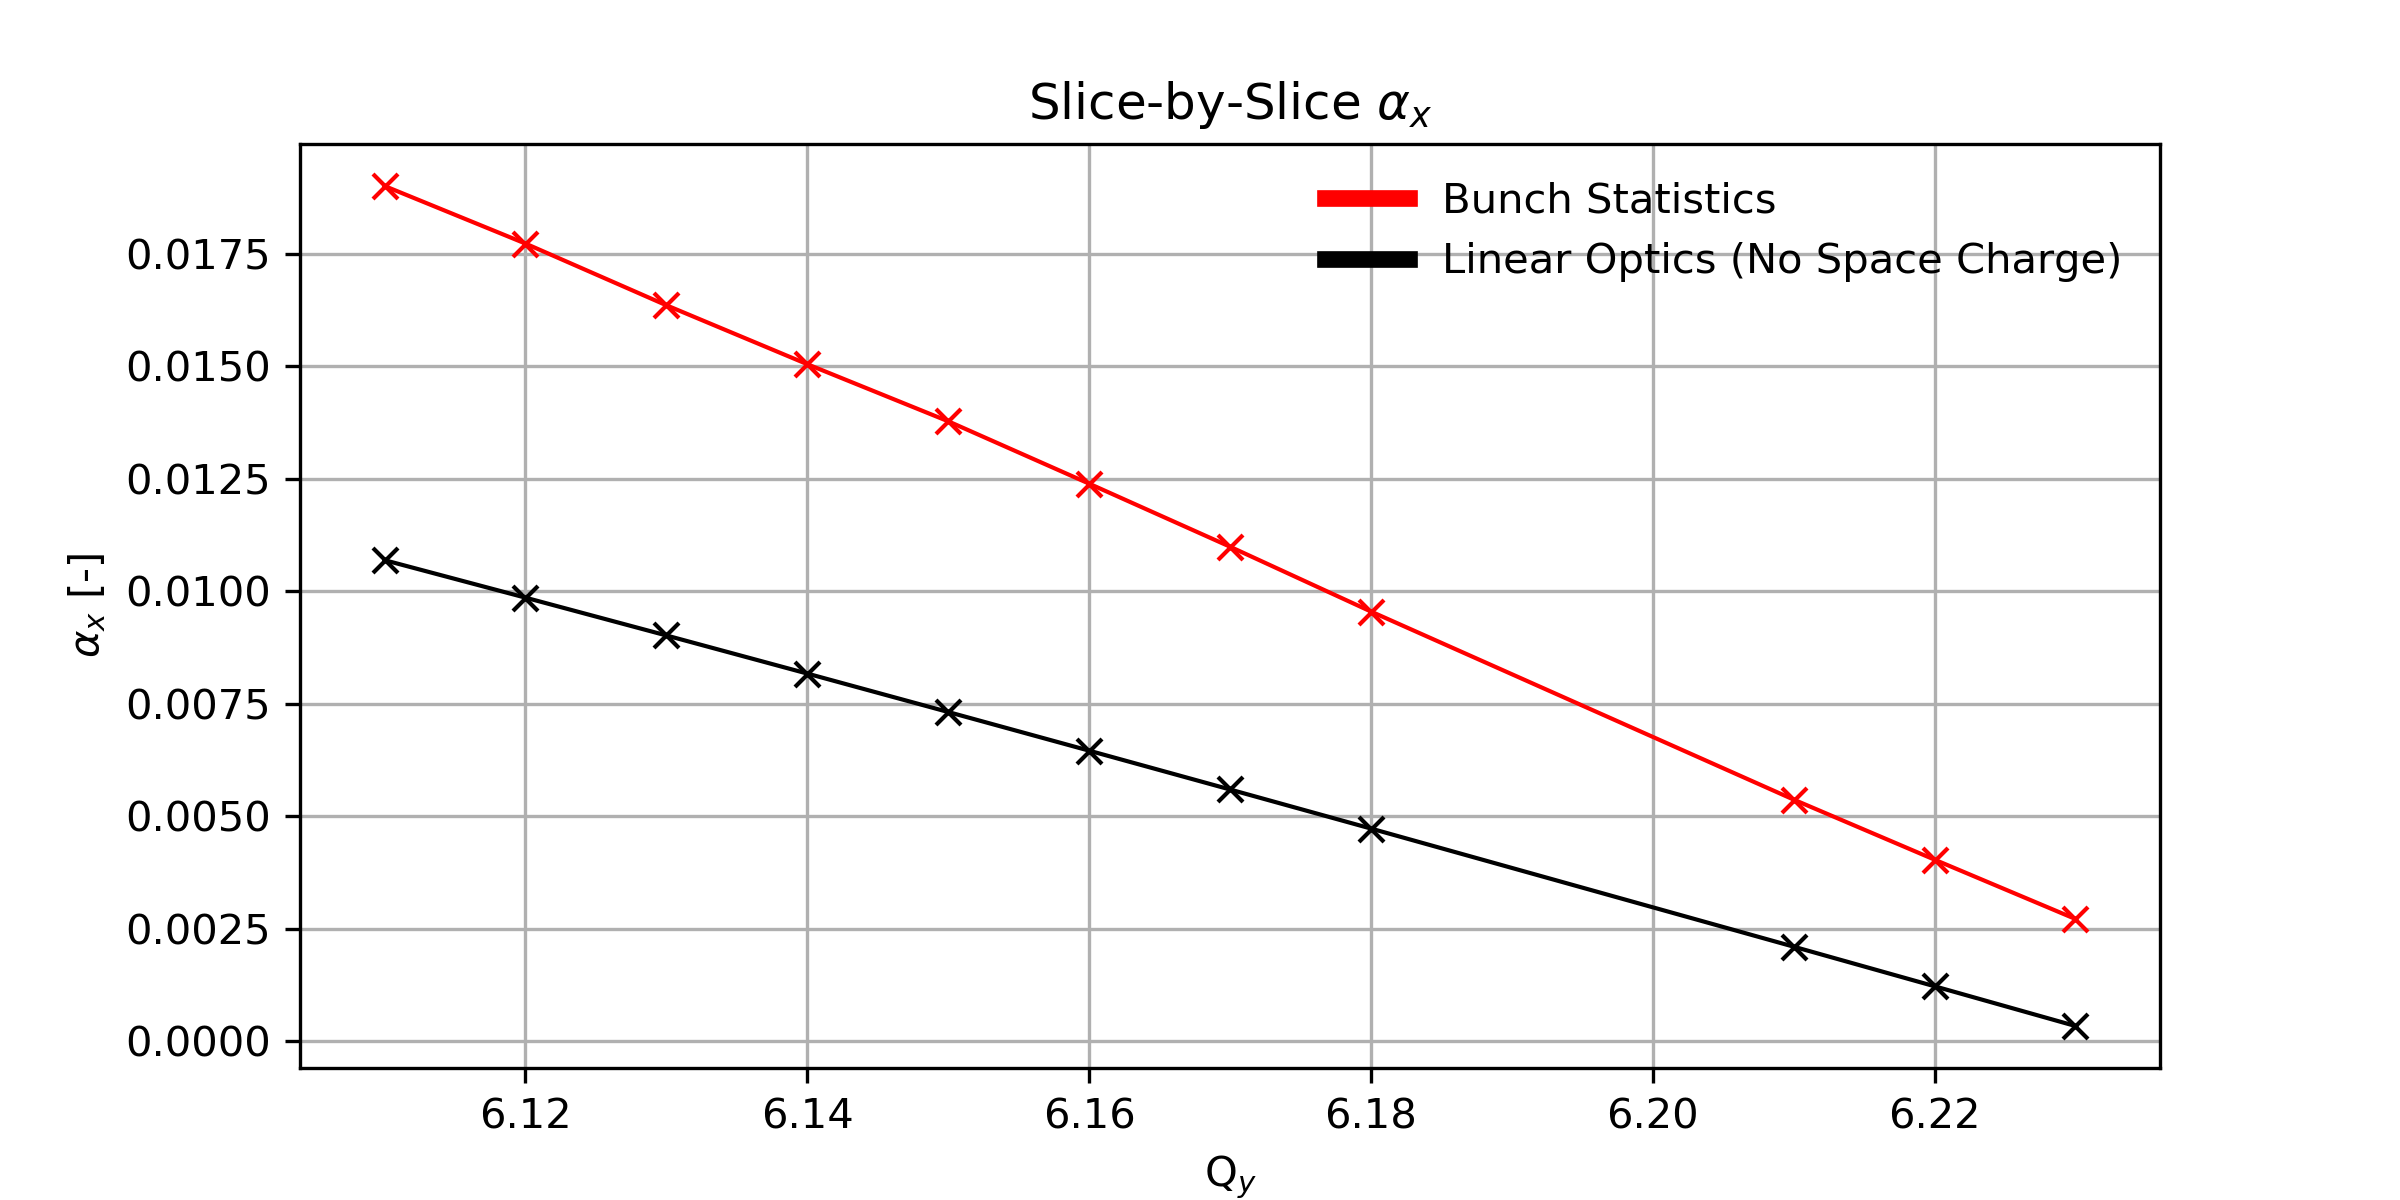 Slice-by-Slice αₓ
Bunch Statistics
Linear Optics (No Space Charge)
αₓ [-]
0.0175
0.0150
0.0125
0.0100
0.0075
0.0050
0.0025
0.0000
6.12 6.14 6.16 6.18 6.20 6.22
Q_y